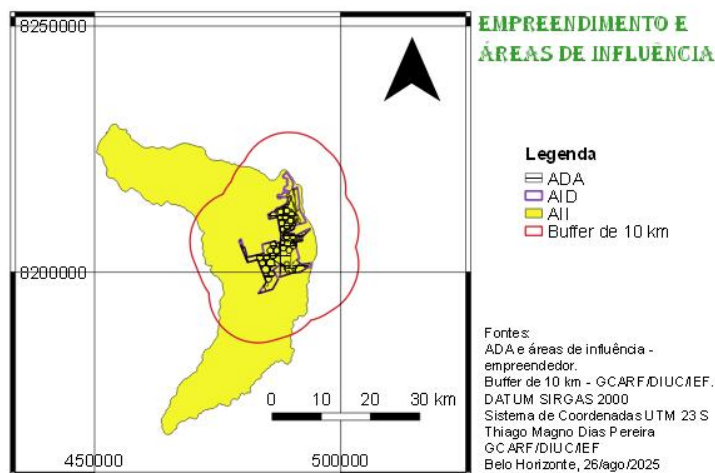 8250000
EMPREENDIMENTO E
ÁREAS DE INFLUÊNCIA
Legenda
ADA
AID
AII
Buffer de 10 km
8200000
Fontes:
ADA e áreas de influência -
empreendedor.
Buffer de 10 km - GCARF/DIUC/IEF.
DATUM SIRGAS 2000
Sistema de Coordenadas UTM 23 S
Thiago Magno Dias Pereira
GCARF/DIUC/IEF
Belo Horizonte, 26/ago/2025
0 10 20 30 km
450000 500000